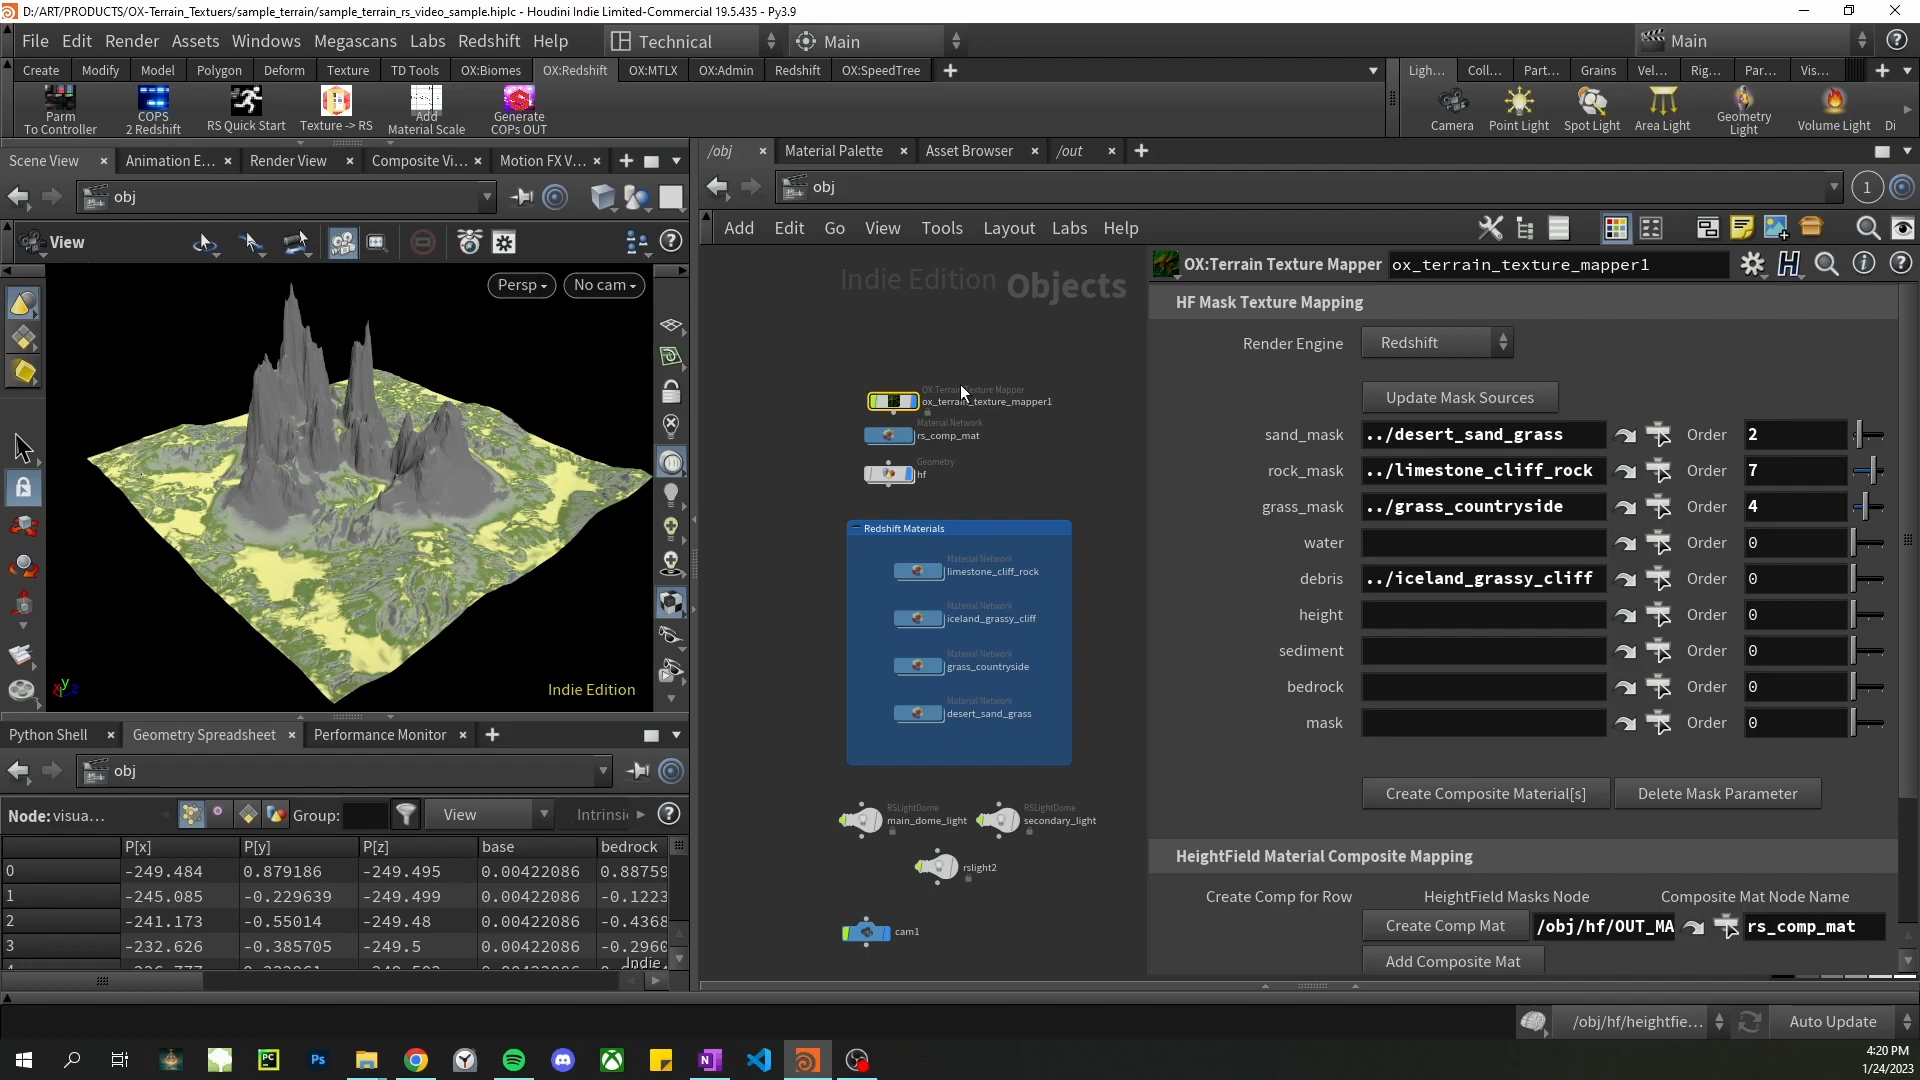 D:/ART/PRODUCTS/OX-Terrain_Textuers/sample_terrain/sample_terrain_rs_video_sample.hiplc - Houdini Indie Limited-Commercial 19.5.435 - Py3.9
File Edit Render Assets Windows Megascans Labs Redshift Help Technical Main Main
Create Modify Model Polygon Deform Texture TD Tools OX:Biomes OX:Redshift OX:MTLX OX:Admin Redshift OX:SpeedTree
Ligh... Coll... Part... Grains Vel... Rig... Par... Vis...
Parm To Controller
COPS 2 Redshift
RS Quick Start
Texture -> RS
Add Material Scale
Generate COPs OUT
Camera Point Light Spot Light Area Light Geometry Light Volume Light Di
Scene View Animation E... Render View Composite Vi... Motion FX V...
/obj Material Palette Asset Browser /out
obj
obj 1
View
Add Edit Go View Tools Layout Labs Help
Persp No cam
Indie Edition
Indie Edition Objects
OX:Terrain Texture Mapper
ox_terrain_texture_mapper1
Material Network
rs_comp_mat
Geometry
hf
Redshift Materials
Material Network
limestone_cliff_rock
Material Network
iceland_grassy_cliff
Material Network
grass_countryside
Material Network
desert_sand_grass
RSLightDome
main_dome_light
RSLightDome
secondary_light
rslight2
cam1
OX:Terrain Texture Mapper ox_terrain_texture_mapper1
HF Mask Texture Mapping
Render Engine Redshift
Update Mask Sources
sand_mask ../desert_sand_grass Order 2
rock_mask ../limestone_cliff_rock Order 7
grass_mask ../grass_countryside Order 4
water Order 0
debris ../iceland_grassy_cliff Order 0
height Order 0
sediment Order 0
bedrock Order 0
mask Order 0
Create Composite Material[s] Delete Mask Parameter
HeightField Material Composite Mapping
Create Comp for Row HeightField Masks Node Composite Mat Node Name
Create Comp Mat /obj/hf/OUT_MA rs_comp_mat
Add Composite Mat
Python Shell Geometry Spreadsheet Performance Monitor
obj
Node: visua... Group: View Intrinsi
P[x] P[y] P[z] base bedrock
0 -249.484 0.879186 -249.495 0.00422086 0.88759
1 -245.085 -0.229639 -249.499 0.00422086 -0.1223
2 -241.173 -0.55014 -249.48 0.00422086 -0.4368
3 -232.626 -0.385705 -249.5 0.00422086 -0.2960
Indie
/obj/hf/heightfie... Auto Update
4:20 PM
1/24/2023